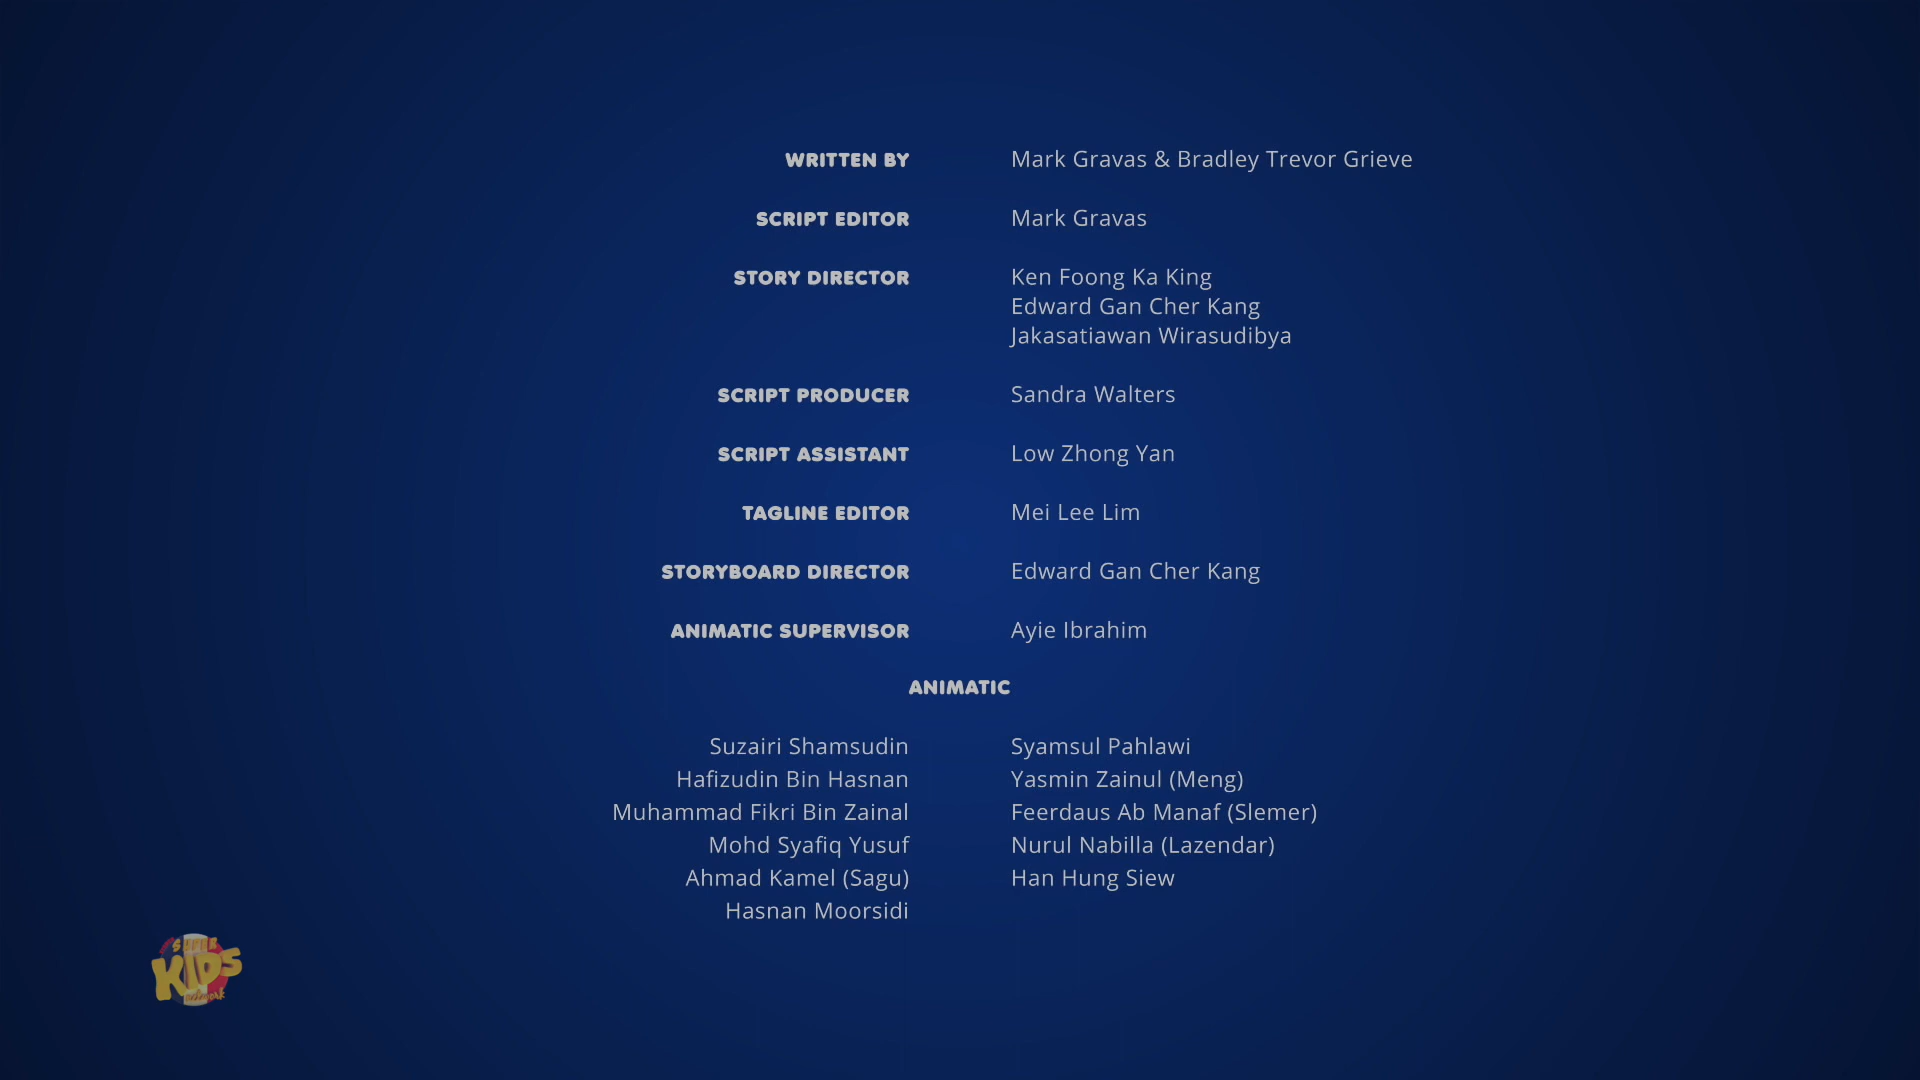 WRITTEN BY Mark Gravas & Bradley Trevor Grieve
SCRIPT EDITOR Mark Gravas
STORY DIRECTOR Ken Foong Ka King
Edward Gan Cher Kang
Jakasatiawan Wirasudibya
SCRIPT PRODUCER Sandra Walters
SCRIPT ASSISTANT Low Zhong Yan
TAGLINE EDITOR Mei Lee Lim
STORYBOARD DIRECTOR Edward Gan Cher Kang
ANIMATIC SUPERVISOR Ayie Ibrahim
ANIMATIC
Suzairi Shamsudin Syamsul Pahlawi
Hafizudin Bin Hasnan Yasmin Zainul (Meng)
Muhammad Fikri Bin Zainal Feerdaus Ab Manaf (Slemer)
Mohd Syafiq Yusuf Nurul Nabilla (Lazendar)
Ahmad Kamel (Sagu) Han Hung Siew
Hasnan Moorsidi
SUPER
KIDS
network